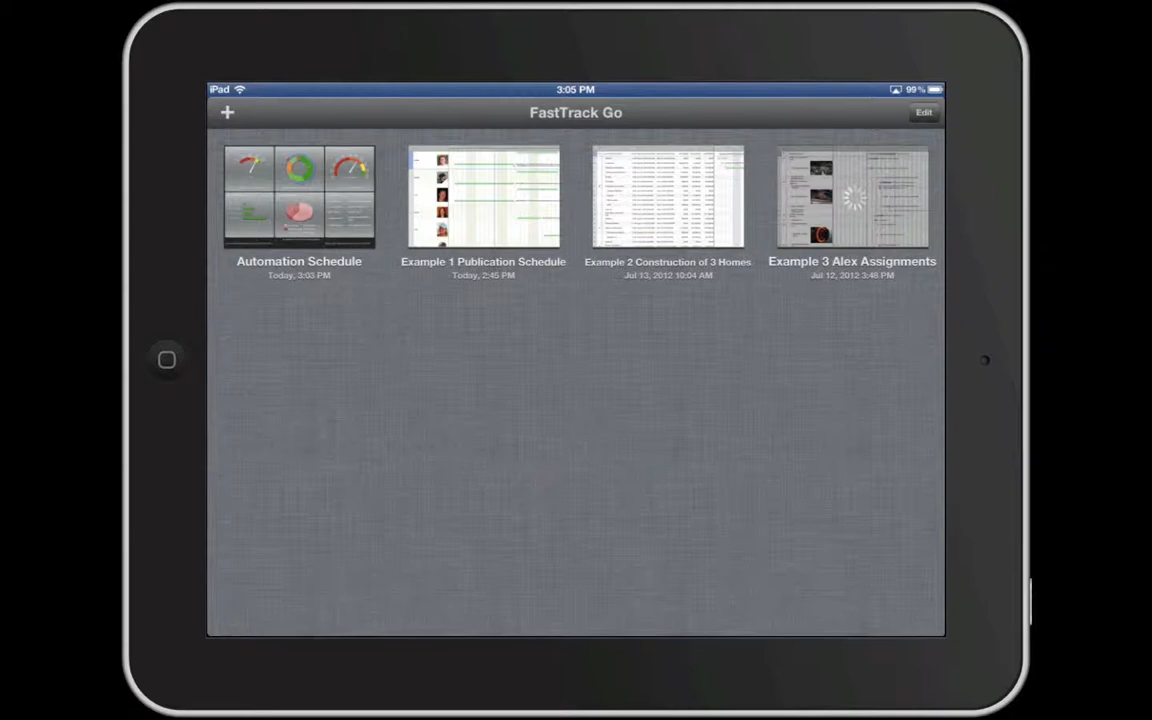 iPad 3:05 PM 99%
+ FastTrack Go Edit
Automation Schedule
Today, 3:03 PM
Example 1 Publication Schedule
Today, 2:45 PM
Example 2 Construction of 3 Homes
Jul 13, 2012 10:04 AM
Example 3 Alex Assignments
Jul 12, 2012 3:48 PM